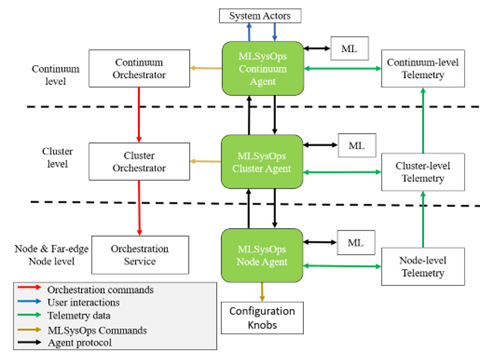 System Actors
Continuum
level
Continuum
Orchestrator
MLSysOps
Continuum
Agent
ML
Continuum-level
Telemetry
Cluster
level
Cluster
Orchestrator
MLSysOps
Cluster Agent
ML
Cluster-level
Telemetry
Node & Far-edge
Node level
Orchestration
Service
MLSysOps
Node Agent
ML
Node-level
Telemetry
Configuration
Knobs
Orchestration commands
User interactions
Telemetry data
MLSysOps Commands
Agent protocol